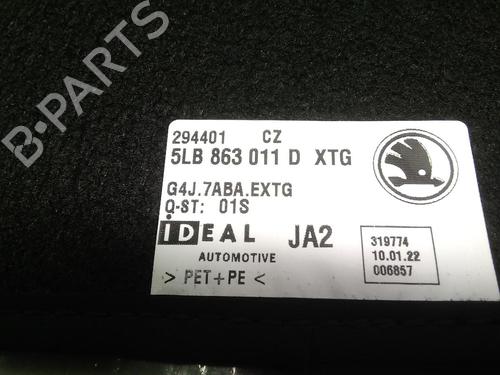 B-PARTS
294401 CZ
5LB 863 011 D XTG
G4J.7ABA.EXTG
Q-ST: 01S
IDEAL JA2
AUTOMOTIVE
> PET+PE <
319774
10.01.22
006857